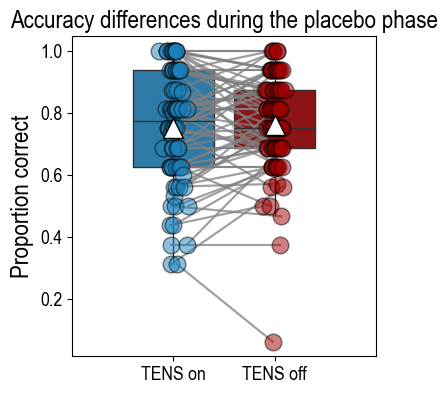 Accuracy differences during the placebo phase
1.0
0.8
0.6
0.4
0.2
Proportion correct
TENS on
TENS off